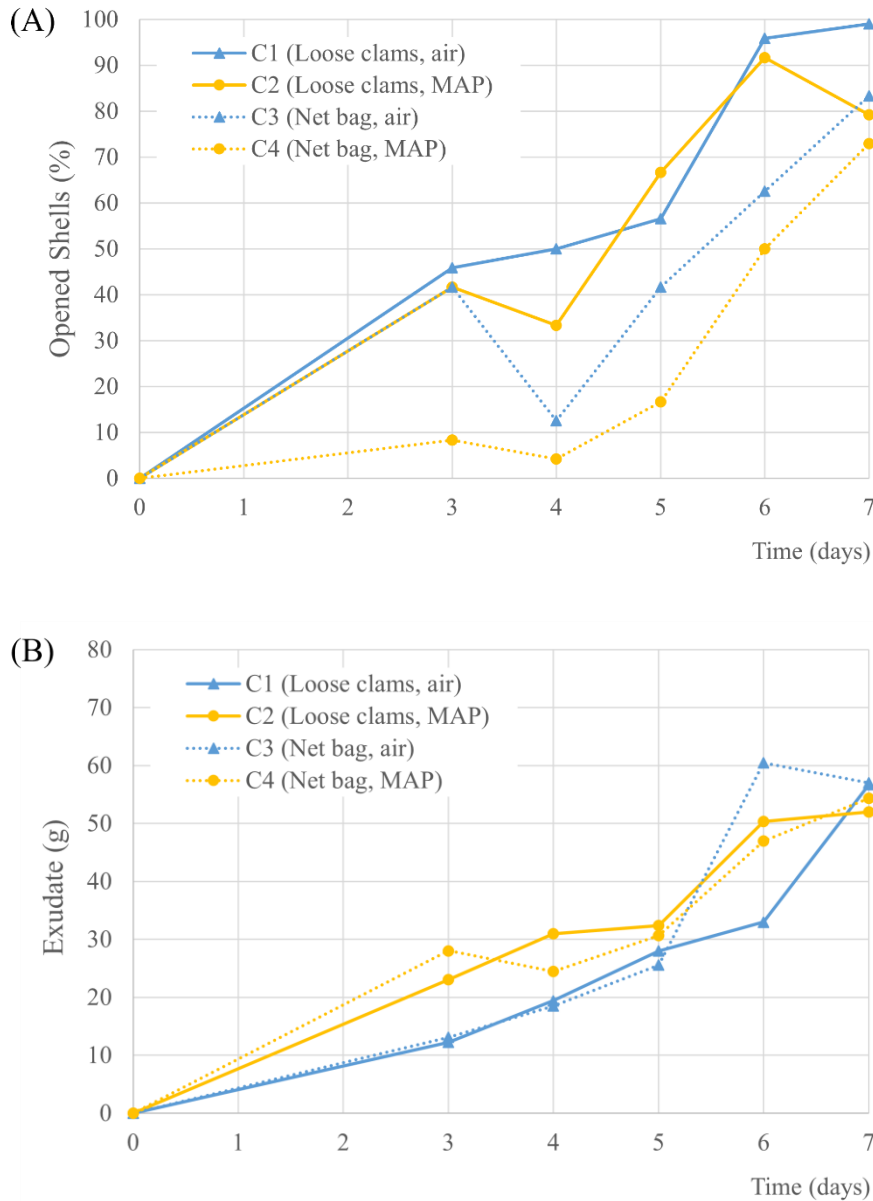 (A)
100
90
80
70
60
50
40
30
20
10
0
Opened Shells (%)
C1 (Loose clams, air)
C2 (Loose clams, MAP)
C3 (Net bag, air)
C4 (Net bag, MAP)
0 1 2 3 4 5 6 7
Time (days)
(B)
80
70
60
50
40
30
20
10
0
Exudate (g)
C1 (Loose clams, air)
C2 (Loose clams, MAP)
C3 (Net bag, air)
C4 (Net bag, MAP)
0 1 2 3 4 5 6 7
Time (days)